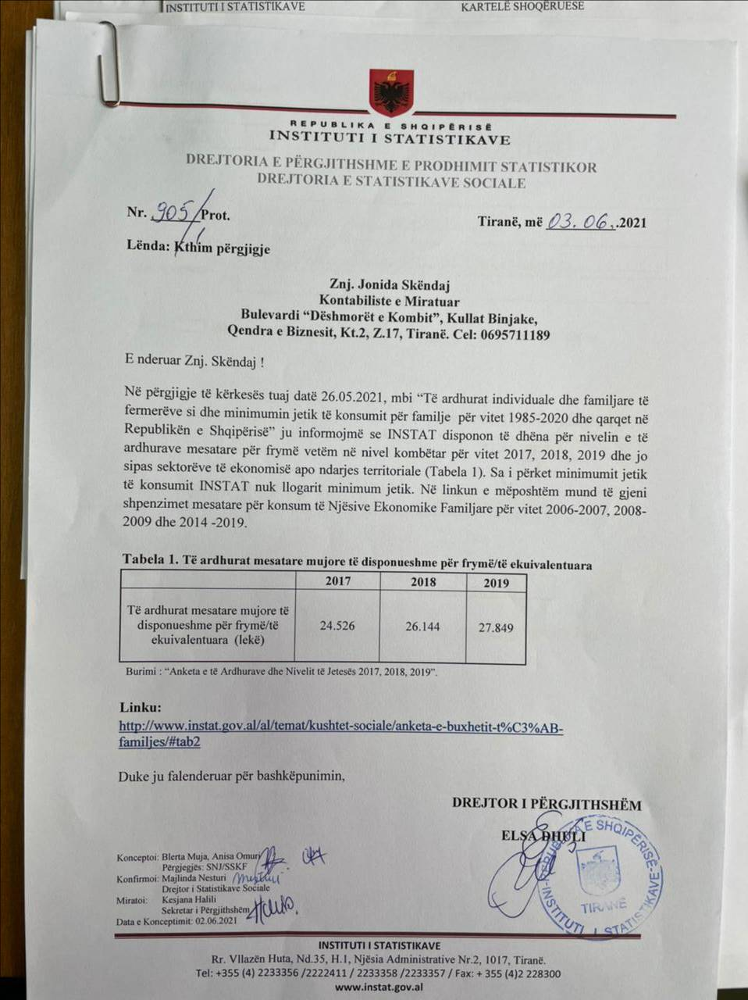 INSTITUTI I STATISTIKAVE
KARTELË SHOQËRUESE
REPUBLIKA E SHQIPËRISË
INSTITUTI I STATISTIKAVE
DREJTORIA E PËRGJITHSHME E PRODHIMIT STATISTIKOR
DREJTORIA E STATISTIKAVE SOCIALE
Nr. 905/1 Prot.
Tiranë, më 03.06..2021
Lënda: Kthim përgjigje
Znj. Jonida Skëndaj
Kontabiliste e Miratuar
Bulevardi “Dëshmorët e Kombit”, Kullat Binjake,
Qendra e Biznesit, Kt.2, Z.17, Tiranë. Cel: 0695711189
E nderuar Znj. Skëndaj !
Në përgjigje të kërkesës tuaj datë 26.05.2021, mbi “Të ardhurat individuale dhe familjare të
fermerëve si dhe minimumin jetik të konsumit për familje për vitet 1985-2020 dhe qarqet në
Republikën e Shqipërisë” ju informojmë se INSTAT disponon të dhëna për nivelin e të
ardhurave mesatare për frymë vetëm në nivel kombëtar për vitet 2017, 2018, 2019 dhe jo
sipas sektorëve të ekonomisë apo ndarjes territoriale (Tabela 1). Sa i përket minimumit jetik
të konsumit INSTAT nuk llogarit minimum jetik. Në linkun e mëposhtëm mund të gjeni
shpenzimet mesatare për konsum të Njësive Ekonomike Familjare për vitet 2006-2007, 2008-
2009 dhe 2014 -2019.
Tabela 1. Të ardhurat mesatare mujore të disponueshme për frymë/të ekuivalentuara
2017 2018 2019
Të ardhurat mesatare mujore të
disponueshme për frymë/të
ekuivalentuara (lekë)
24.526 26.144 27.849
Burimi : “Anketa e të Ardhurave dhe Nivelit të Jetesës 2017, 2018, 2019”.
Linku:
http://www.instat.gov.al/al/temat/kushtet-sociale/anketa-e-buxhetit-t%C3%AB-
familjes/#tab2
Duke ju falenderuar për bashkëpunimin,
DREJTOR I PËRGJITHSHËM
ELSA DHULI
REPUBLIKA E SHQIPËRISË-INSTITUTI I STATISTIKAVE
TIRANË
Konceptoi: Blerta Muja, Anisa Omuri
Përgjegjës: SNJ/SSKF
Konfirmoi: Majlinda Nesturi
Drejtor i Statistikave Sociale
Miratoi: Kesjana Halili
Sekretar i Përgjithshëm
Data e Konceptimit: 02.06.2021
INSTITUTI I STATISTIKAVE
Rr. Vllazën Huta, Nd.35, H.1, Njësia Administrative Nr.2, 1017, Tiranë.
Tel: +355 (4) 2233356 /2222411 / 2233358 /2233357 / Fax: + 355 (4)2 228300
www.instat.gov.al